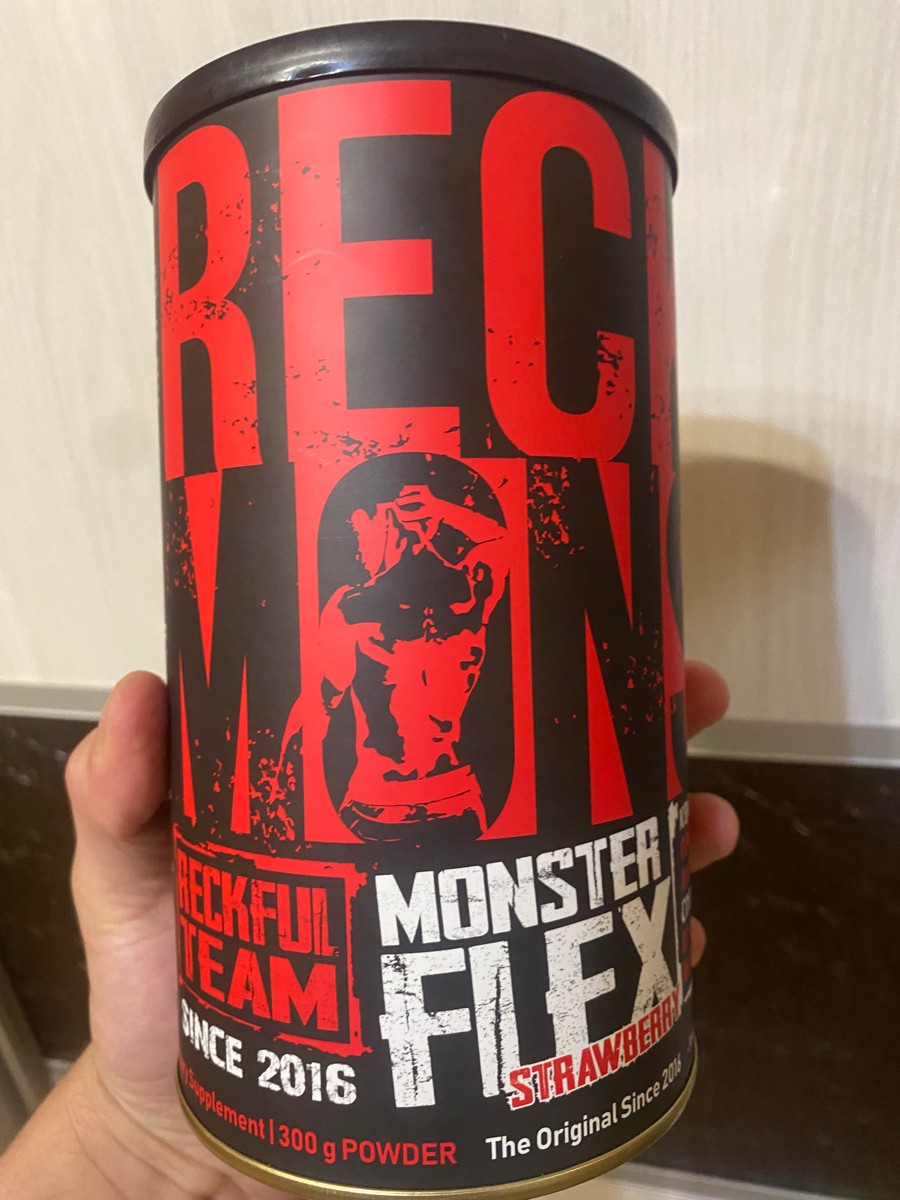 REC
MON
RECKFUL
TEAM
SINCE 2016
MONSTER
FLEX
STRAWBERRY
Supplement | 300 g POWDER
The Original Since 2016